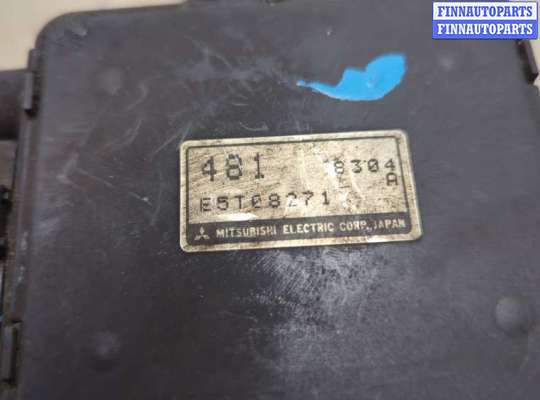 FINNAUTOPARTS
FINNAUTOPARTS
481 8304
A
E5T08271
MITSUBISHI ELECTRIC CORP. JAPAN